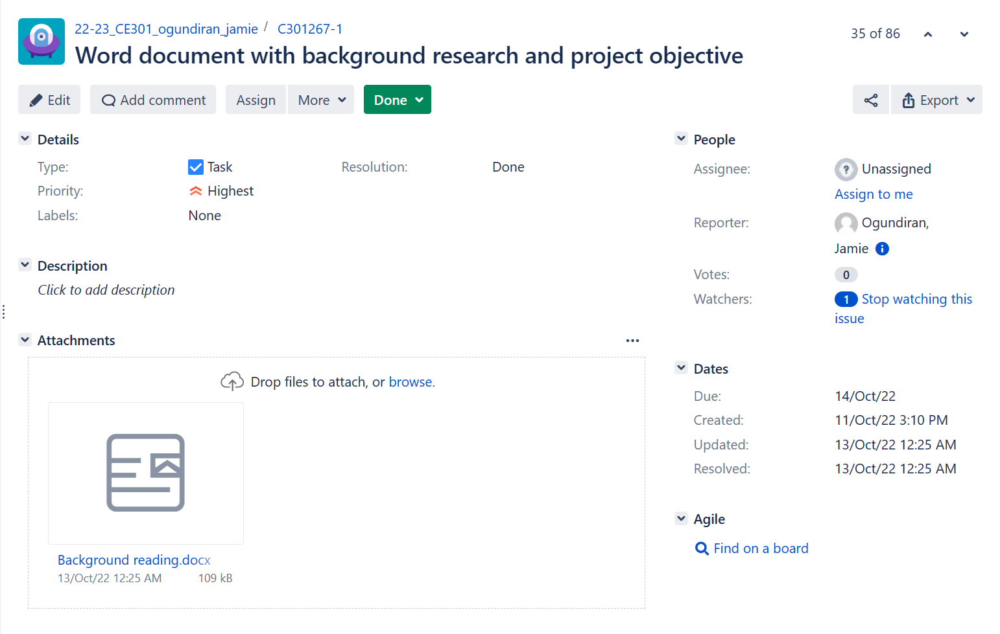 22-23_CE301_ogundiran_jamie / C301267-1
35 of 86
Word document with background research and project objective
Edit
Add comment
Assign
More
Done
Export
Details
Type: Task
Resolution: Done
Priority: Highest
Labels: None
Description
Click to add description
Attachments
Drop files to attach, or browse.
Background reading.docx
13/Oct/22 12:25 AM 109 kB
People
Assignee: Unassigned
Assign to me
Reporter: Ogundiran,
Jamie
Votes: 0
Watchers: 1 Stop watching this
issue
Dates
Due: 14/Oct/22
Created: 11/Oct/22 3:10 PM
Updated: 13/Oct/22 12:25 AM
Resolved: 13/Oct/22 12:25 AM
Agile
Find on a board